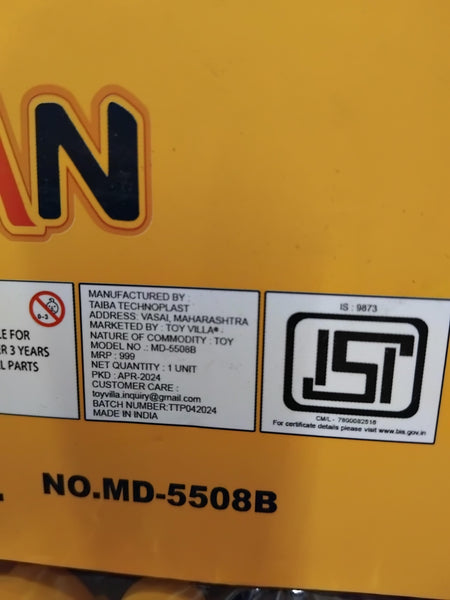 AN
0-3
LE FOR
R 3 YEARS
L PARTS
MANUFACTURED BY :
TAIBA TECHNOPLAST
ADDRESS: VASAI, MAHARASHTRA
MARKETED BY : TOY VILLA® .
NATURE OF COMMODITY : TOY
MODEL NO .: MD-5508B
MRP : 999
NET QUANTITY : 1 UNIT
PKD : APR-2024
CUSTOMER CARE :
toyvilla.inquiry@gmail.com
BATCH NUMBER:TTP042024
MADE IN INDIA
IS : 9873
ISI
CM/L - 7800082516
For certificate details please visit www.bis.gov.in
NO.MD-5508B